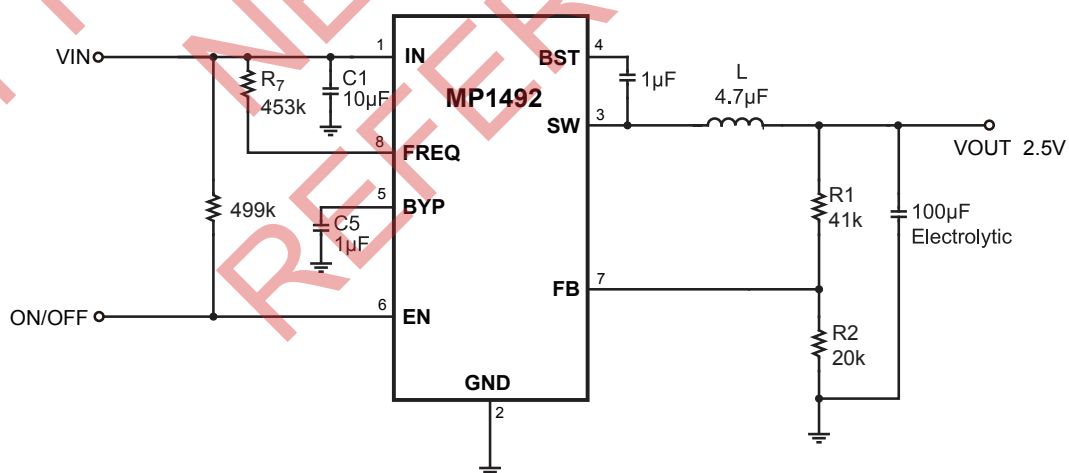 VIN
R7
453k
C1
10µF
1
IN
MP1492
BST
4
1µF
SW
3
L
4.7µF
VOUT 2.5V
8
FREQ
499k
5
BYP
C5
1µF
R1
41k
100µF
Electrolytic
FB
7
ON/OFF
6
EN
R2
20k
GND
2
NE
REFER